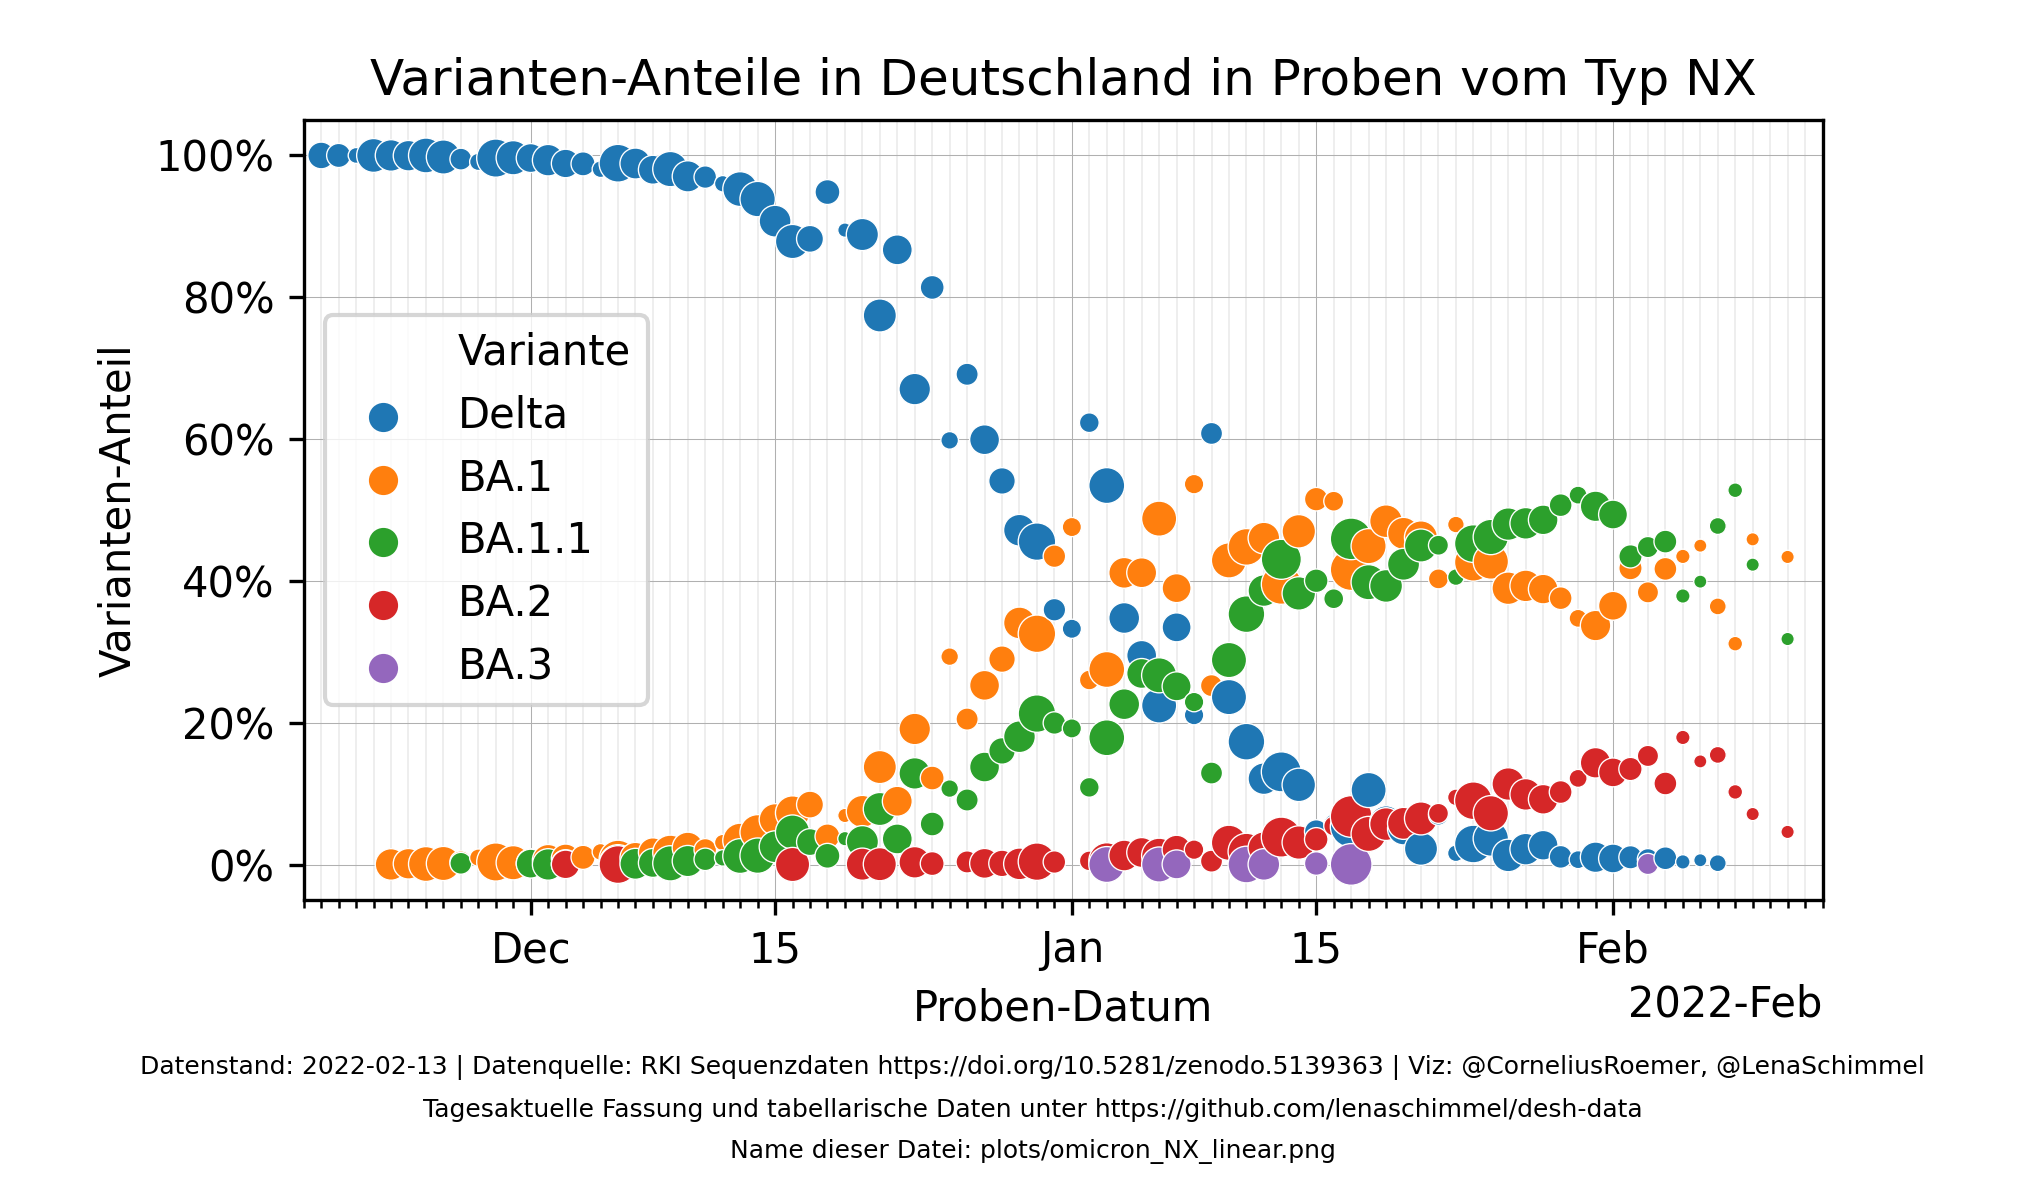 Varianten-Anteile in Deutschland in Proben vom Typ NX
100%
80%
60%
40%
20%
0%
Varianten-Anteil
Variante
Delta
BA.1
BA.1.1
BA.2
BA.3
Dec
15
Jan
15
Feb
Proben-Datum
2022-Feb
Datenstand: 2022-02-13 | Datenquelle: RKI Sequenzdaten https://doi.org/10.5281/zenodo.5139363 | Viz: @CorneliusRoemer, @LenaSchimmel
Tagesaktuelle Fassung und tabellarische Daten unter https://github.com/lenaschimmel/desh-data
Name dieser Datei: plots/omicron_NX_linear.png